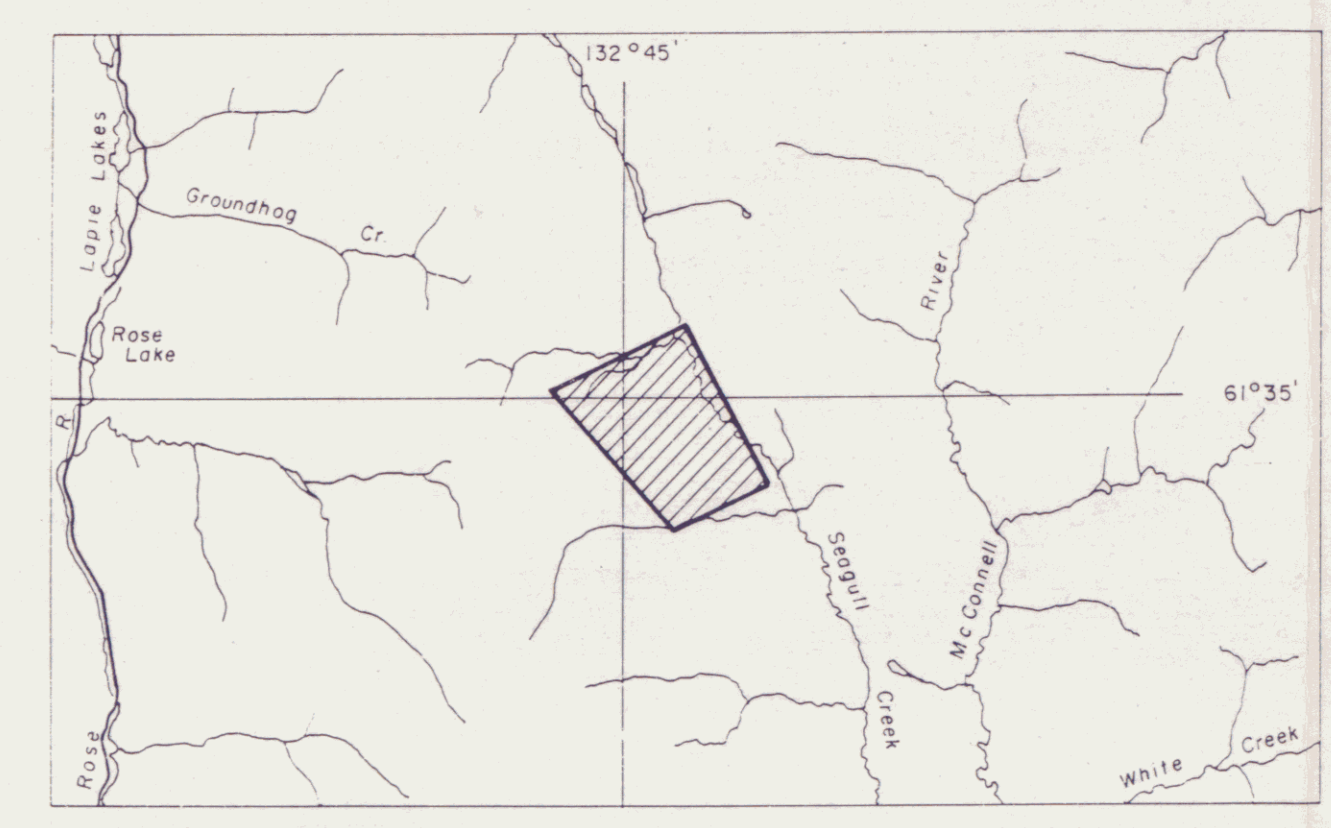 132°45'
Lapie Lakes
Groundhog
Cr.
River
Rose
Lake
61°35'
R
Seagull
McConnell
Creek
Rose
White Creek